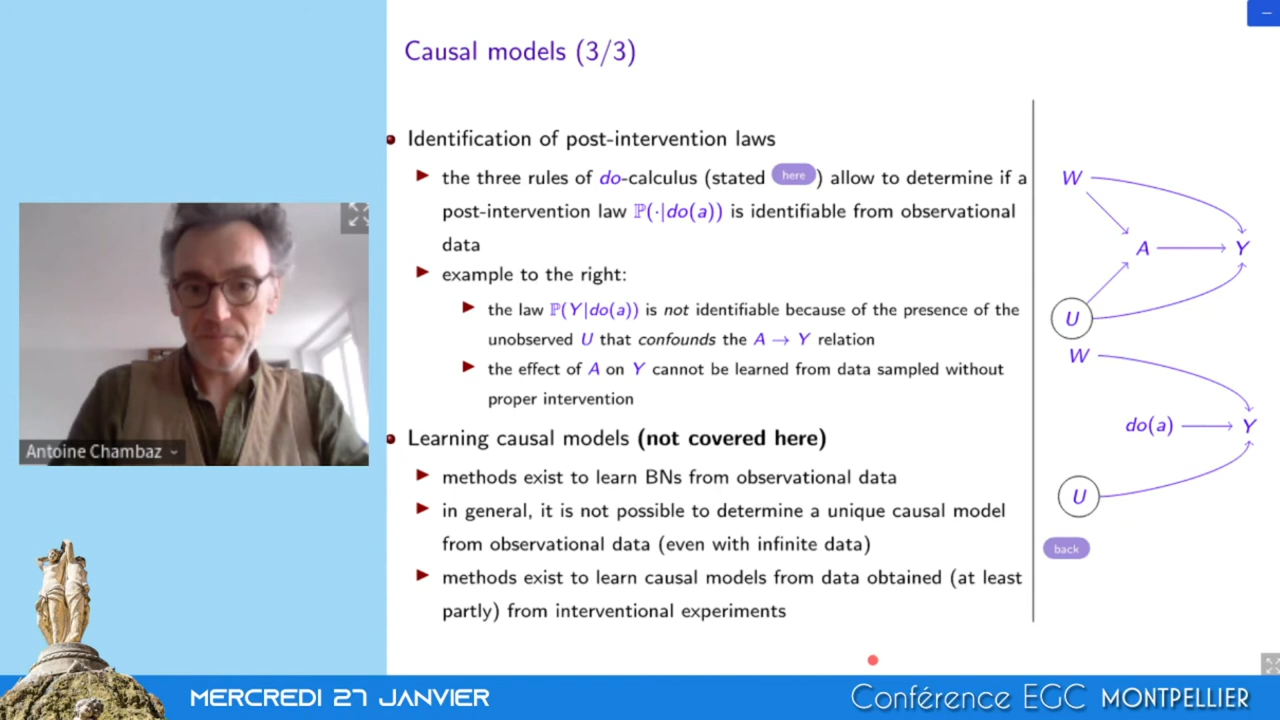 Causal models (3/3)
Identification of post-intervention laws
the three rules of do-calculus (stated here) allow to determine if a
post-intervention law ℙ(·|do(a)) is identifiable from observational
data
example to the right:
the law ℙ(Y|do(a)) is not identifiable because of the presence of the
unobserved U that confounds the A → Y relation
the effect of A on Y cannot be learned from data sampled without
proper intervention
Learning causal models (not covered here)
methods exist to learn BNs from observational data
in general, it is not possible to determine a unique causal model
from observational data (even with infinite data)
methods exist to learn causal models from data obtained (at least
partly) from interventional experiments
W
A
Y
U
W
do(a)
Y
U
back
Antoine Chambaz
MERCREDI 27 JANVIER
Conférence EGC MONTPELLIER